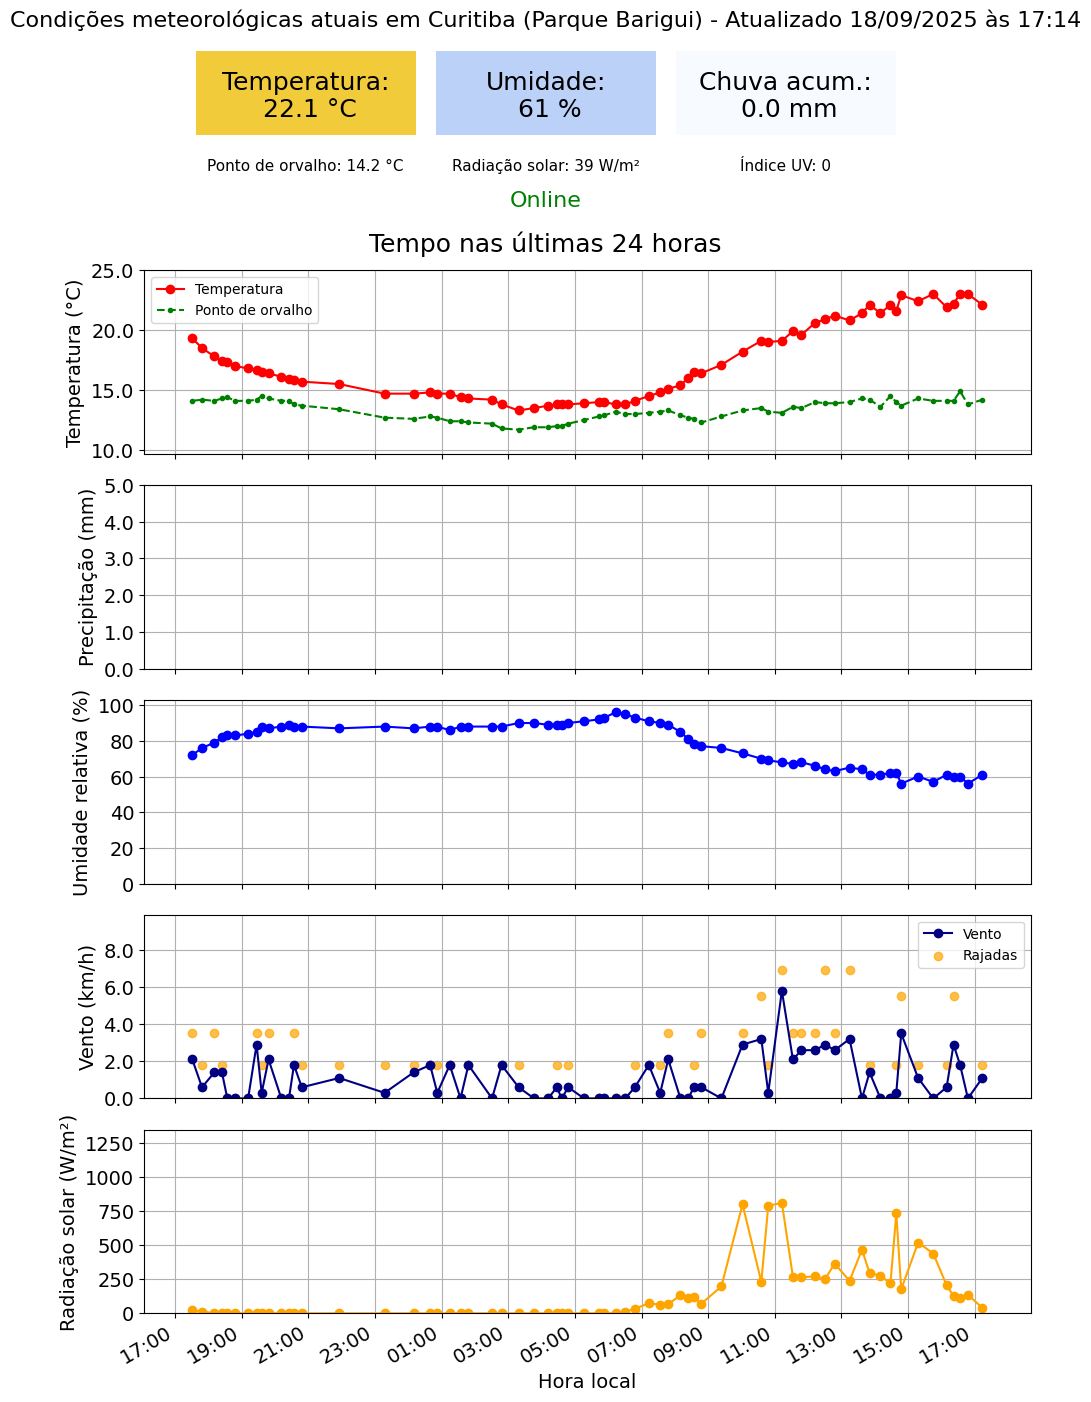 Condições meteorológicas atuais em Curitiba (Parque Barigui) - Atualizado 18/09/2025 às 17:14
Temperatura:
22.1 °C
Umidade:
61 %
Chuva acum.:
0.0 mm
Ponto de orvalho: 14.2 °C
Radiação solar: 39 W/m²
Índice UV: 0
Online
Tempo nas últimas 24 horas
Temperatura (°C)
25.0
20.0
15.0
10.0
Temperatura
Ponto de orvalho
Precipitação (mm)
5.0
4.0
3.0
2.0
1.0
0.0
Umidade relativa (%)
100
80
60
40
20
0
Vento (km/h)
8.0
6.0
4.0
2.0
0.0
Vento
Rajadas
Radiação solar (W/m²)
1250
1000
750
500
250
0
17:00
19:00
21:00
23:00
01:00
03:00
05:00
07:00
09:00
11:00
13:00
15:00
17:00
Hora local